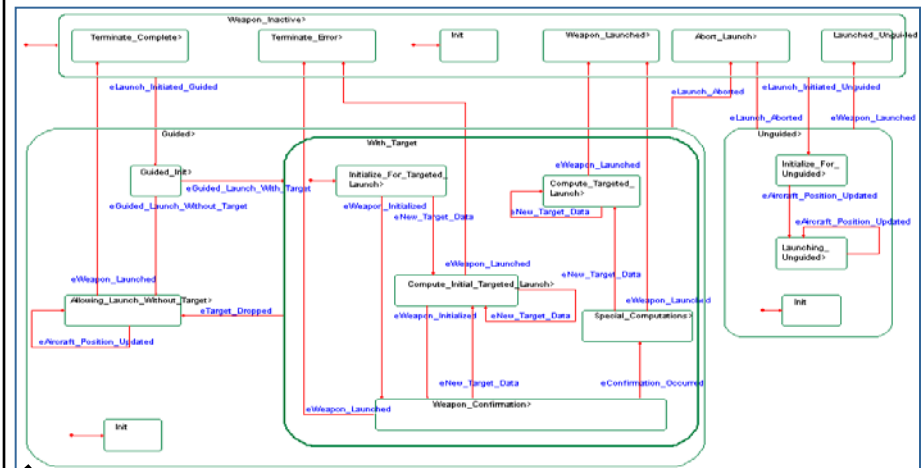 Weapon_Inactive>
Terminate_Complete>
Terminate_Error>
Init
Weapon_Launched>
Abort_Launch>
Launched_Unguided
eLaunch_Initiated_Guided
eLaunch_Aborted
eLaunch_Initiated_Unguided
eLaunch_Aborted
eWeapon_Launched
Guided>
With_Target
Unguided>
Guided_Init>
eGuided_Launch_With_Target
eGuided_Launch_Without_Target
Initialize_For_Targeted_
Launch>
eWeapon_Initialized
eNew_Target_Data
eWeapon_Launched
Compute_Targeted_
Launch>
eNew_Target_Data
Initialize_For_
Unguided>
eAircraft_Position_Updated
eAircraft_Position_Updated
Launching_
Unguided>
eWeapon_Launched
eWeapon_Launched
eNew_Target_Data
Compute_Initial_Targeted_Launch>
Allowing_Launch_Without_Target>
eTarget_Dropped
eWeapon_Initialized
eNew_Target_Data
eWeapon_Launched
Special_Computations>
Init
eAircraft_Position_Updated
eNew_Target_Data
eConfirmation_Occurred
Weapon_Confirmation>
eWeapon_Launched
Init